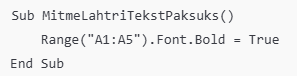 Sub MitmeLahtriTekstPaksuks()
    Range("A1:A5").Font.Bold = True
End Sub